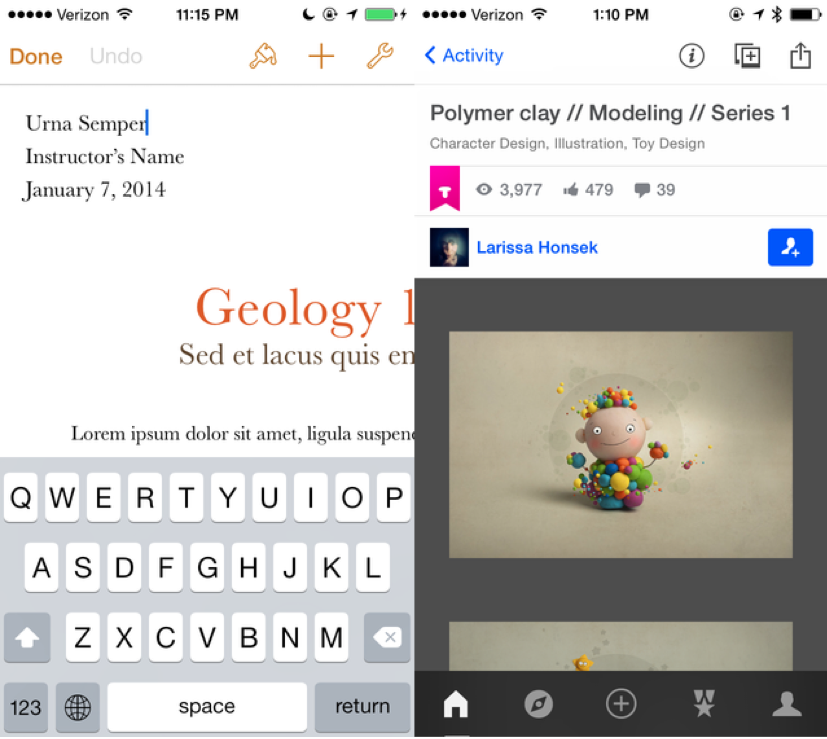 Verizon 11:15 PM
Done Undo
Urna Semper
Instructor's Name
January 7, 2014
Geology 1
Sed et lacus quis en
Lorem ipsum dolor sit amet, ligula suspend
Q W E R T Y U I O P
A S D F G H J K L
Z X C V B N M
123 space return
Verizon 1:10 PM
Activity
Polymer clay // Modeling // Series 1
Character Design, Illustration, Toy Design
3,977 479 39
Larissa Honsek